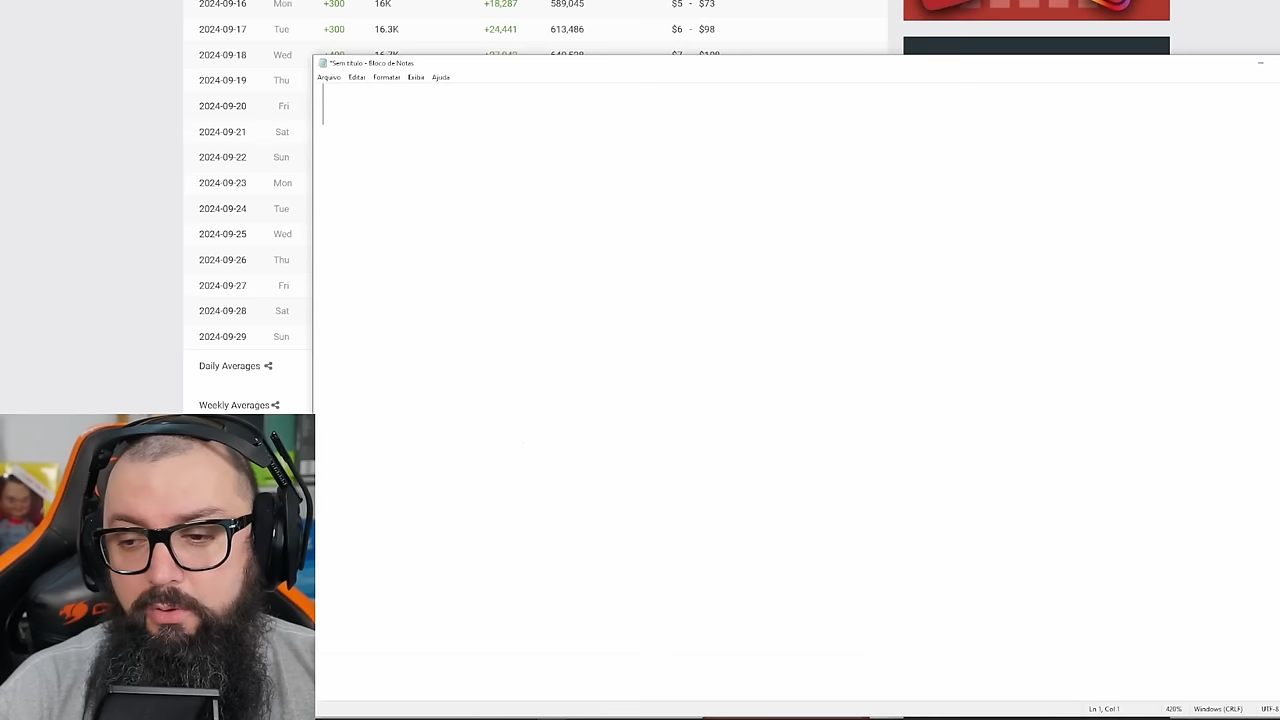 2024-09-16 Mon +300 16K +18,287 589,045 $5 - $73
2024-09-17 Tue +300 16.3K +24,441 613,486 $6 - $98
2024-09-18 Wed
*Sem título - Bloco de Notas
2024-09-19 Thu
Arquivo Editar Formatar Exibir Ajuda
2024-09-20 Fri
2024-09-21 Sat
2024-09-22 Sun
2024-09-23 Mon
2024-09-24 Tue
2024-09-25 Wed
2024-09-26 Thu
2024-09-27 Fri
2024-09-28 Sat
2024-09-29 Sun
Daily Averages
Weekly Averages
Ln 1, Col 1 420% Windows (CRLF) UTF-8